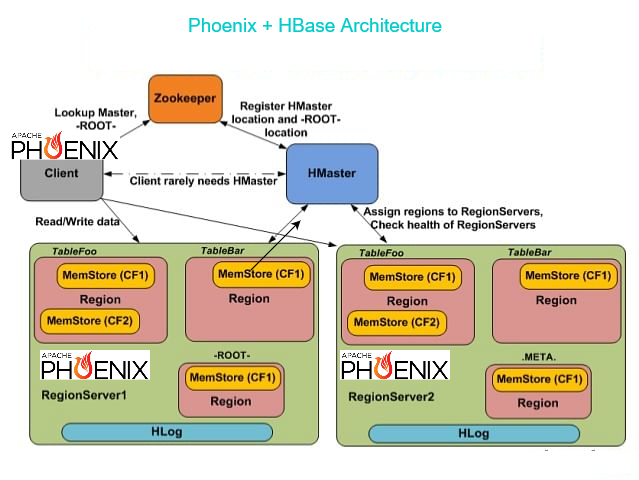 Phoenix + HBase Architecture
Zookeeper
Lookup Master,
-ROOT-
Register HMaster
location and -ROOT-
location
APACHE
PHOENIX
Client
Client rarely needs HMaster
HMaster
Read/Write data
Assign regions to RegionServers,
Check health of RegionServers
TableFoo
MemStore (CF1)
Region
MemStore (CF2)
TableBar
MemStore (CF1)
Region
APACHE
PHOENIX
RegionServer1
-ROOT-
MemStore (CF1)
Region
HLog
TableFoo
MemStore (CF1)
Region
MemStore (CF2)
TableBar
MemStore (CF1)
Region
APACHE
PHOENIX
RegionServer2
.META.
MemStore (CF1)
Region
HLog